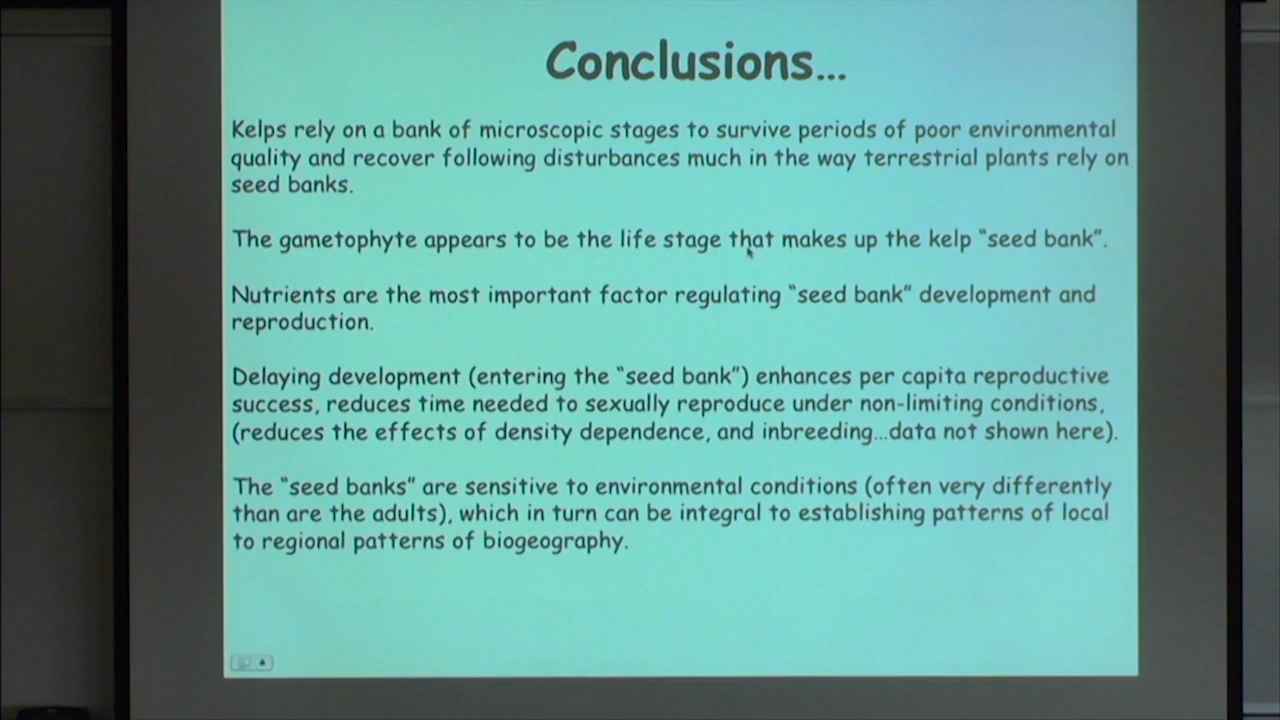 Conclusions...
Kelps rely on a bank of microscopic stages to survive periods of poor environmental
quality and recover following disturbances much in the way terrestrial plants rely on
seed banks.
The gametophyte appears to be the life stage that makes up the kelp “seed bank”.
Nutrients are the most important factor regulating “seed bank” development and
reproduction.
Delaying development (entering the “seed bank”) enhances per capita reproductive
success, reduces time needed to sexually reproduce under non-limiting conditions,
(reduces the effects of density dependence, and inbreeding...data not shown here).
The “seed banks” are sensitive to environmental conditions (often very differently
than are the adults), which in turn can be integral to establishing patterns of local
to regional patterns of biogeography.